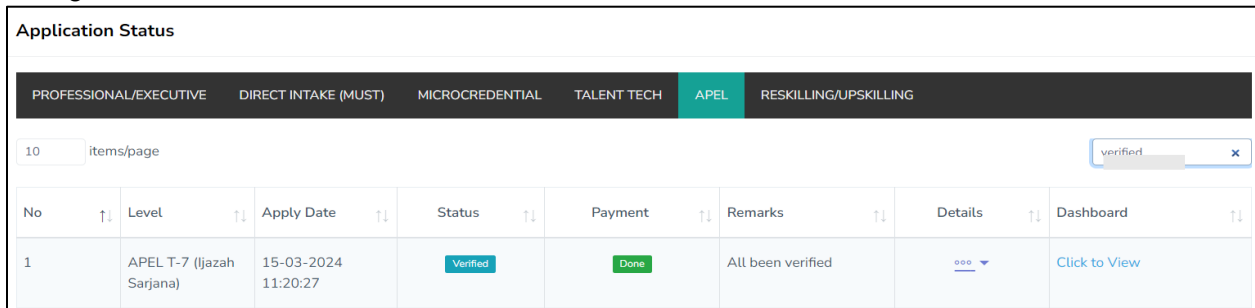 Application Status
PROFESSIONAL/EXECUTIVE DIRECT INTAKE (MUST) MICROCREDENTIAL TALENT TECH APEL RESKILLING/UPSKILLING
10 items/page
verified
No Level Apply Date Status Payment Remarks Details Dashboard
1 APEL T-7 (Ijazah 15-03-2024 Verified Done All been verified Click to View
Sarjana) 11:20:27